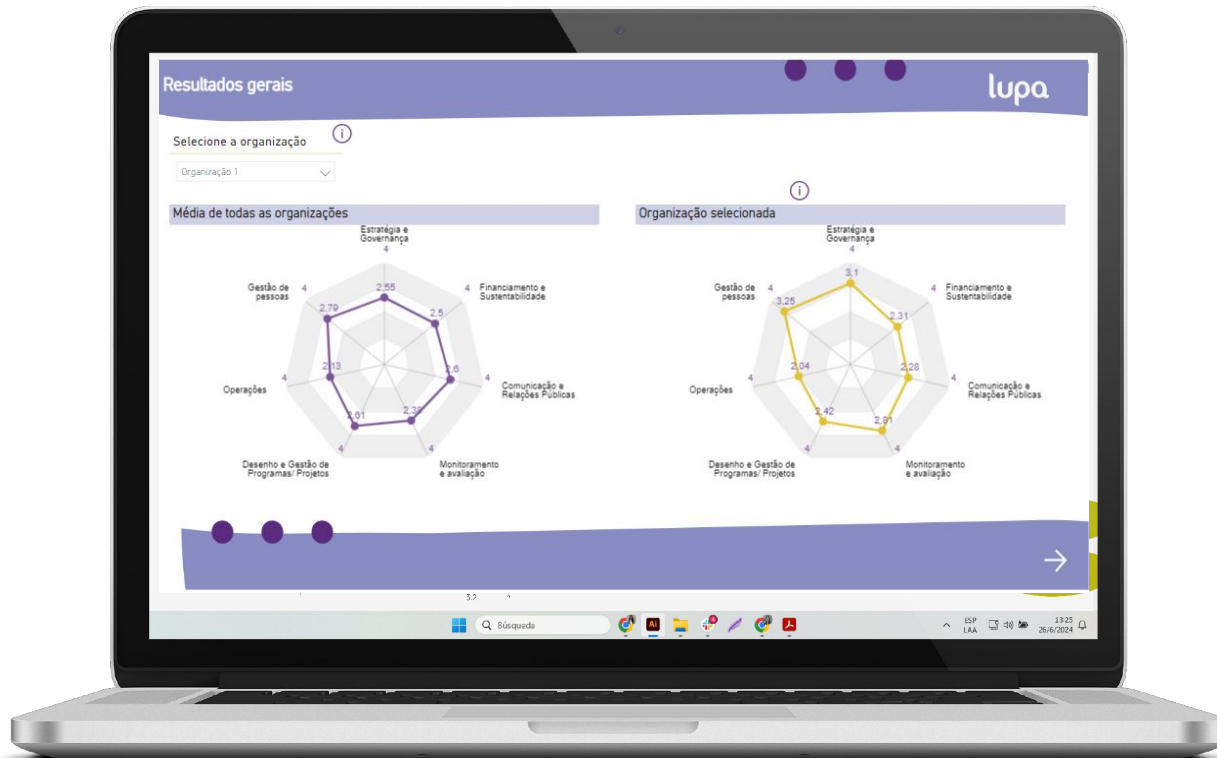 Resultados gerais
lupa
Selecione a organização
i
Organização 1
i
Média de todas as organizações
Estratégia e
Governança
4
Gestão de
pessoas
4
4
Financiamento e
Sustentabilidade
2,55
2,79
2,5
2,13
2,6
Operações
4
4
Comunicação e
Relações Públicas
2,61
4
4
Desenho e Gestão de
Programas/ Projetos
Monitoramento
e avaliação
Organização selecionada
Estratégia e
Governança
4
Gestão de
pessoas
4
4
Financiamento e
Sustentabilidade
3,1
3,25
2,31
2,04
2,28
Operações
4
4
Comunicação e
Relações Públicas
2,42
2,81
4
4
Desenho e Gestão de
Programas/ Projetos
Monitoramento
e avaliação
3.2
Búsqueda
Ai
ESP
LAA
13:25
26/6/2024